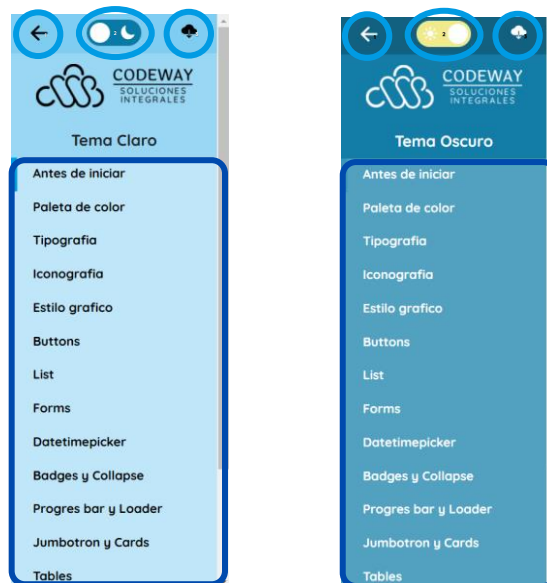 CODEWAY
SOLUCIONES
INTEGRALES
Tema Claro
Antes de iniciar
Paleta de color
Tipografia
Iconografia
Estilo grafico
Buttons
List
Forms
Datetimepicker
Badges y Collapse
Progres bar y Loader
Jumbotron y Cards
Tables
CODEWAY
SOLUCIONES
INTEGRALES
Tema Oscuro
Antes de iniciar
Paleta de color
Tipografia
Iconografia
Estilo grafico
Buttons
List
Forms
Datetimepicker
Badges y Collapse
Progres bar y Loader
Jumbotron y Cards
Tables